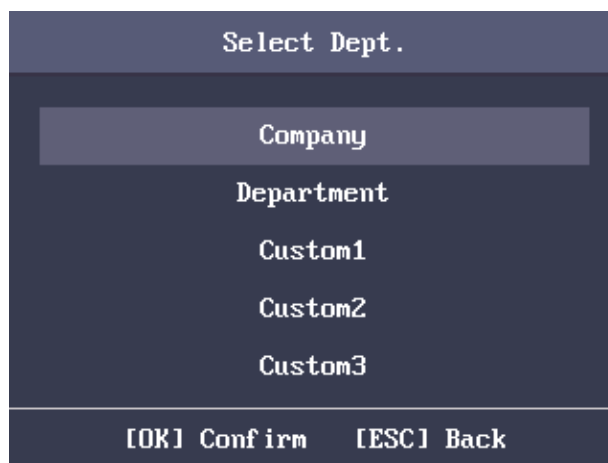 Select Dept.
Company
Department
Custom1
Custom2
Custom3
[OK] Confirm [ESC] Back